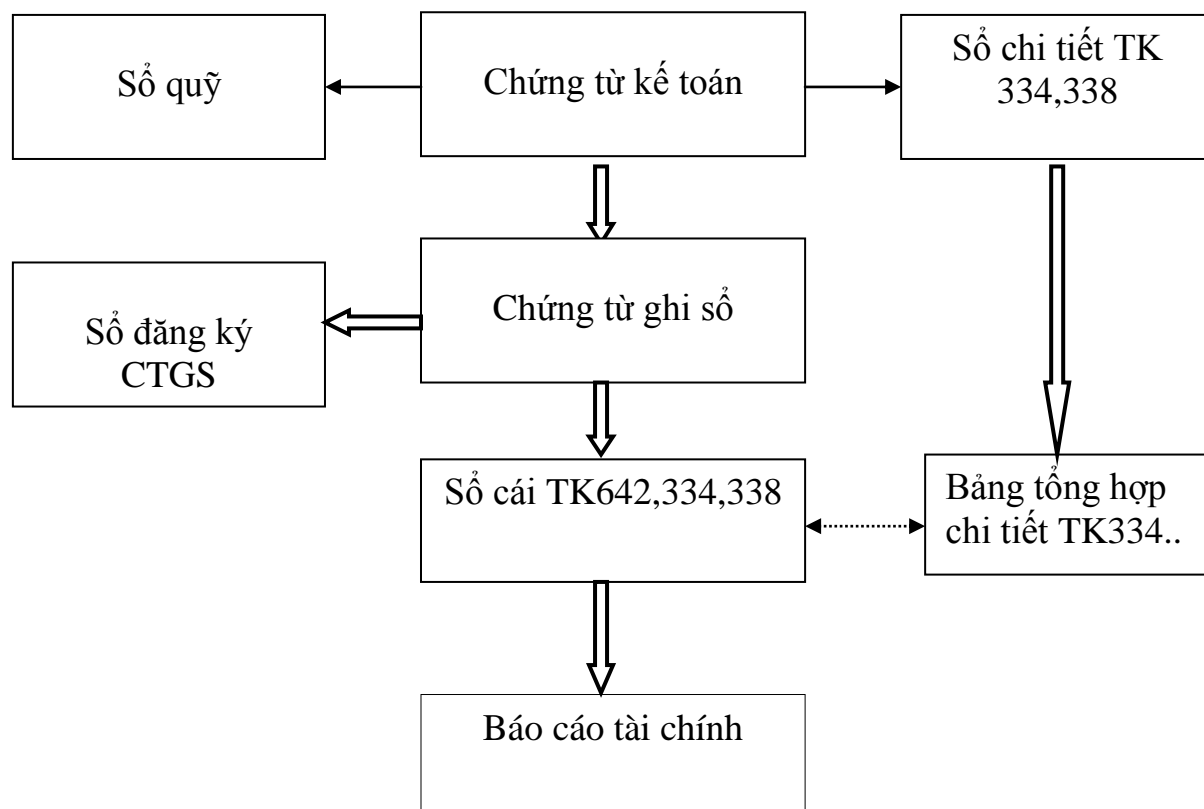 Sổ quỹ
Chứng từ kế toán
Sổ chi tiết TK
334,338
Sổ đăng ký
CTGS
Chứng từ ghi sổ
Sổ cái TK642,334,338
Bảng tổng hợp
chi tiết TK334..
Báo cáo tài chính